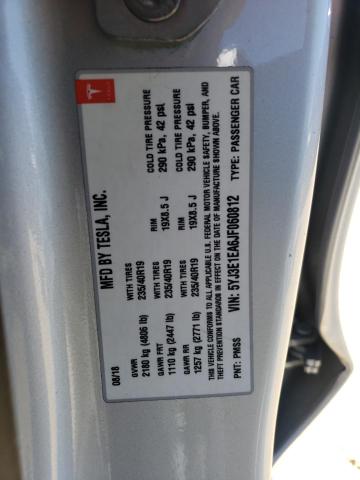 MFD BY TESLA, INC.
08/18
GVWR
2180 kg (4806 lb)
WITH TIRES
235/40R19
RIM
19X8.5 J
COLD TIRE PRESSURE
290 kPa, 42 psi
GAWR FRT
1110 kg (2447 lb)
WITH TIRES
235/40R19
RIM
19X8.5 J
COLD TIRE PRESSURE
290 kPa, 42 psi
GAWR RR
1257 kg (2771 lb)
WITH TIRES
235/40R19
THIS VEHICLE CONFORMS TO ALL APPLICABLE U.S. FEDERAL MOTOR VEHICLE SAFETY, BUMPER, AND
THEFT PREVENTION STANDARDS IN EFFECT ON THE DATE OF MANUFACTURE SHOWN ABOVE.
VIN: 5YJ3E1EA6JF060812
PNT: PMSS
TYPE: PASSENGER CAR